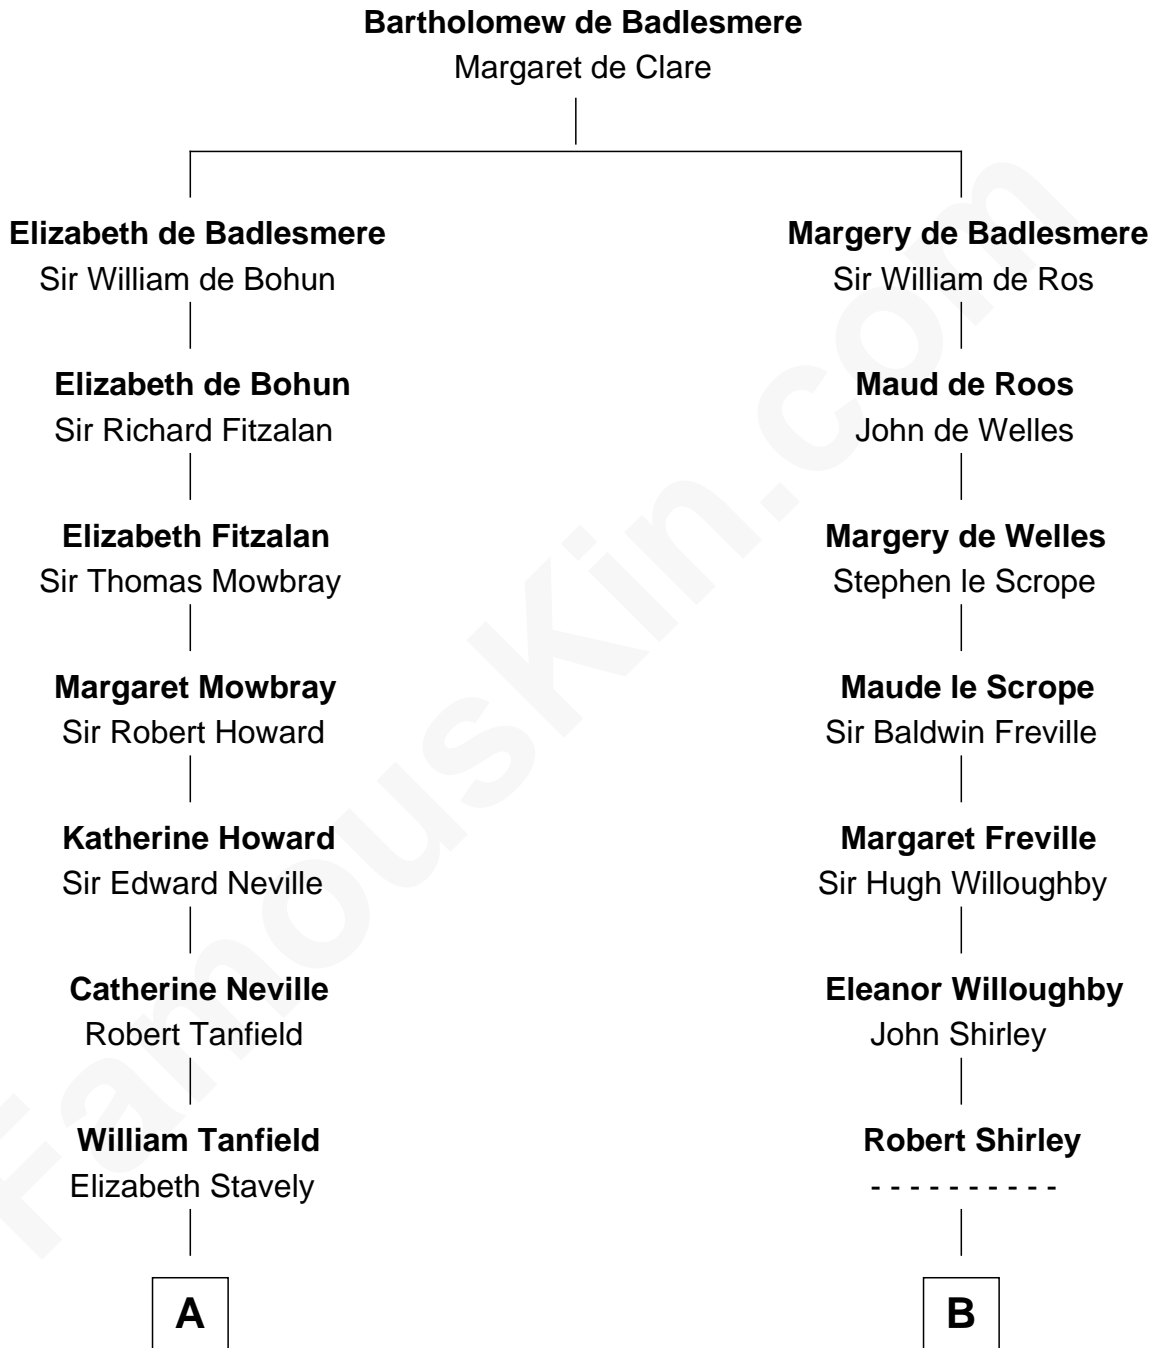 Bartholomew de Badlesmere
Margaret de Clare
Elizabeth de Badlesmere
Sir William de Bohun
Margery de Badlesmere
Sir William de Ros
Elizabeth de Bohun
Sir Richard Fitzalan
Maud de Roos
John de Welles
Elizabeth Fitzalan
Sir Thomas Mowbray
Margery de Welles
Stephen le Scrope
Margaret Mowbray
Sir Robert Howard
Maude le Scrope
Sir Baldwin Freville
Katherine Howard
Sir Edward Neville
Margaret Freville
Sir Hugh Willoughby
Catherine Neville
Robert Tanfield
Eleanor Willoughby
John Shirley
William Tanfield
Elizabeth Stavely
Robert Shirley
- - - - - - - - - -
A
B
FamousKin.com